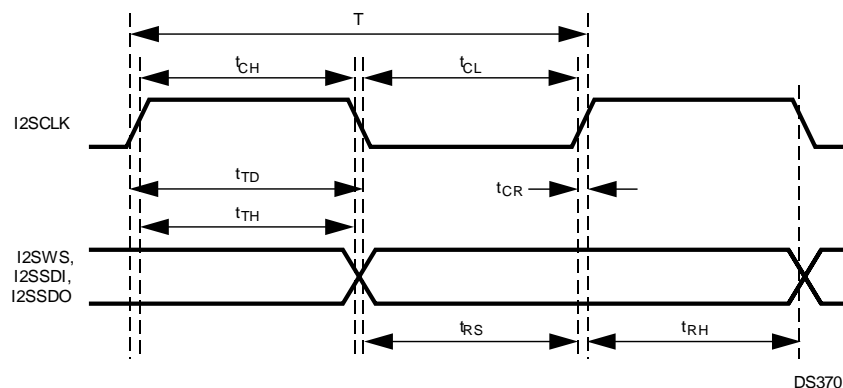 T
tCH
tCL
I2SCLK
tTD
tCR
tTH
I2SWS,
I2SSDI,
I2SSDO
tRS
tRH
DS370